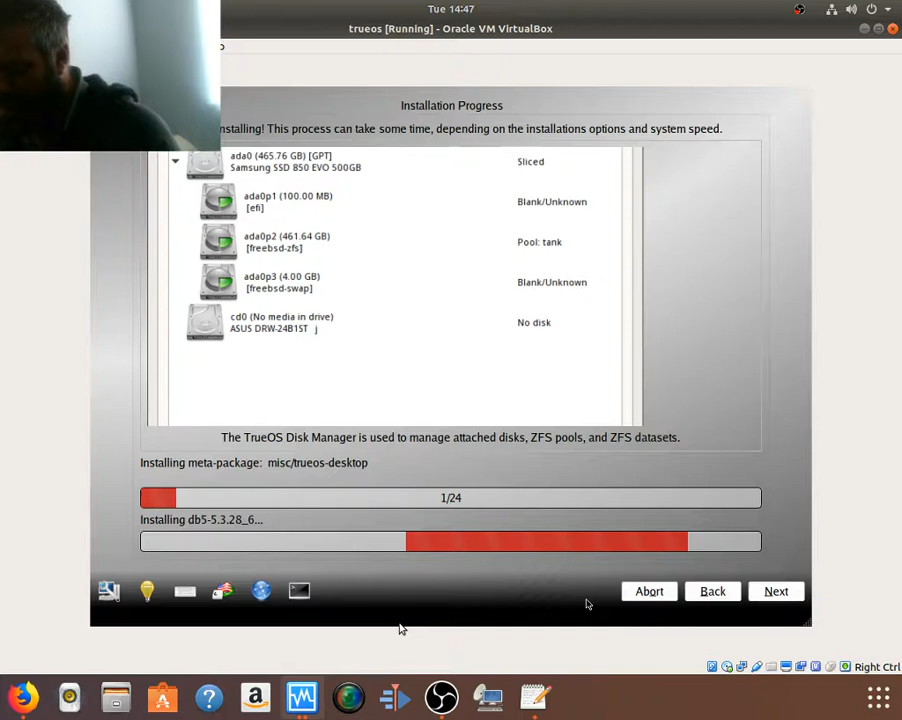 Tue 14:47
trueos [Running] - Oracle VM VirtualBox
Installation Progress
nstalling! This process can take some time, depending on the installations options and system speed.
ada0 (465.76 GB) [GPT]
Samsung SSD 850 EVO 500GB
Sliced
ada0p1 (100.00 MB)
[efi]
Blank/Unknown
ada0p2 (461.64 GB)
[freebsd-zfs]
Pool: tank
ada0p3 (4.00 GB)
[freebsd-swap]
Blank/Unknown
cd0 (No media in drive)
ASUS DRW-24B1ST j
No disk
The TrueOS Disk Manager is used to manage attached disks, ZFS pools, and ZFS datasets.
Installing meta-package: misc/trueos-desktop
1/24
Installing db5-5.3.28_6...
Abort
Back
Next
Right Ctrl